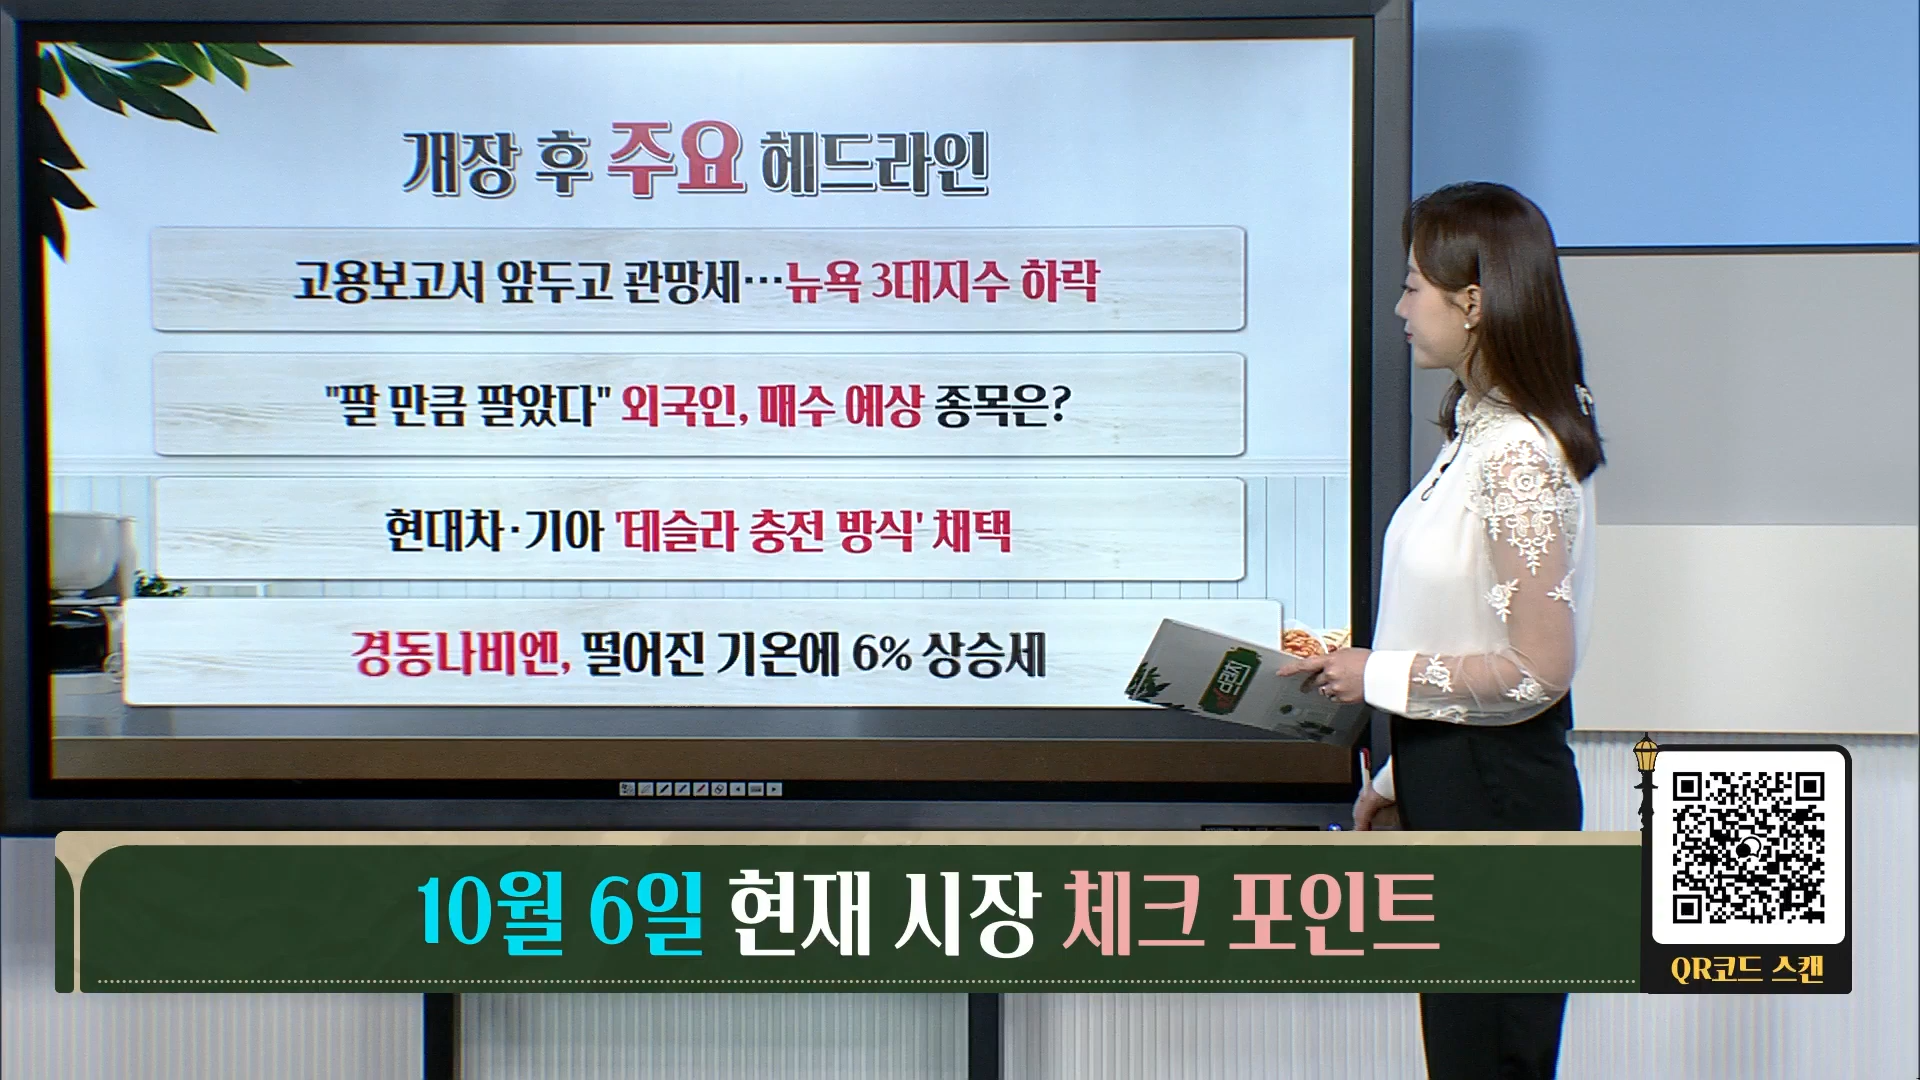 개장 후 주요 헤드라인
고용보고서 앞두고 관망세…뉴욕 3대지수 하락
"팔 만큼 팔았다" 외국인, 매수 예상 종목은?
현대차·기아 '테슬라 충전 방식' 채택
경동나비엔, 떨어진 기온에 6% 상승세
10월 6일 현재 시장 체크 포인트
QR코드 스캔